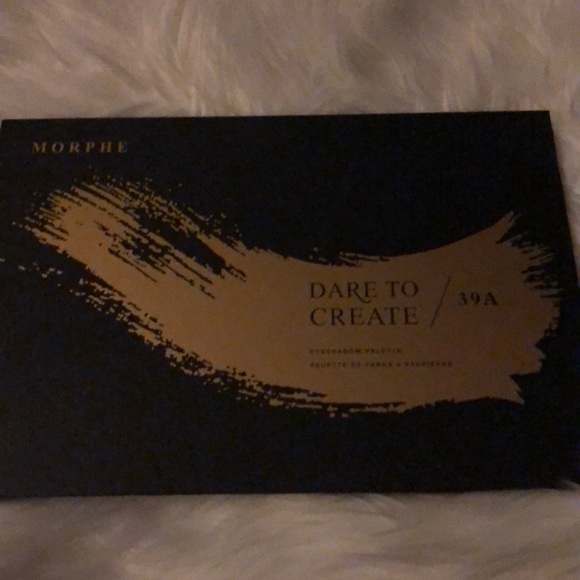 MORPHE
DARE TO
CREATE / 39A
EYESHADOW PALETTE
PALETTE DE FARDS À PAUPIÈRES